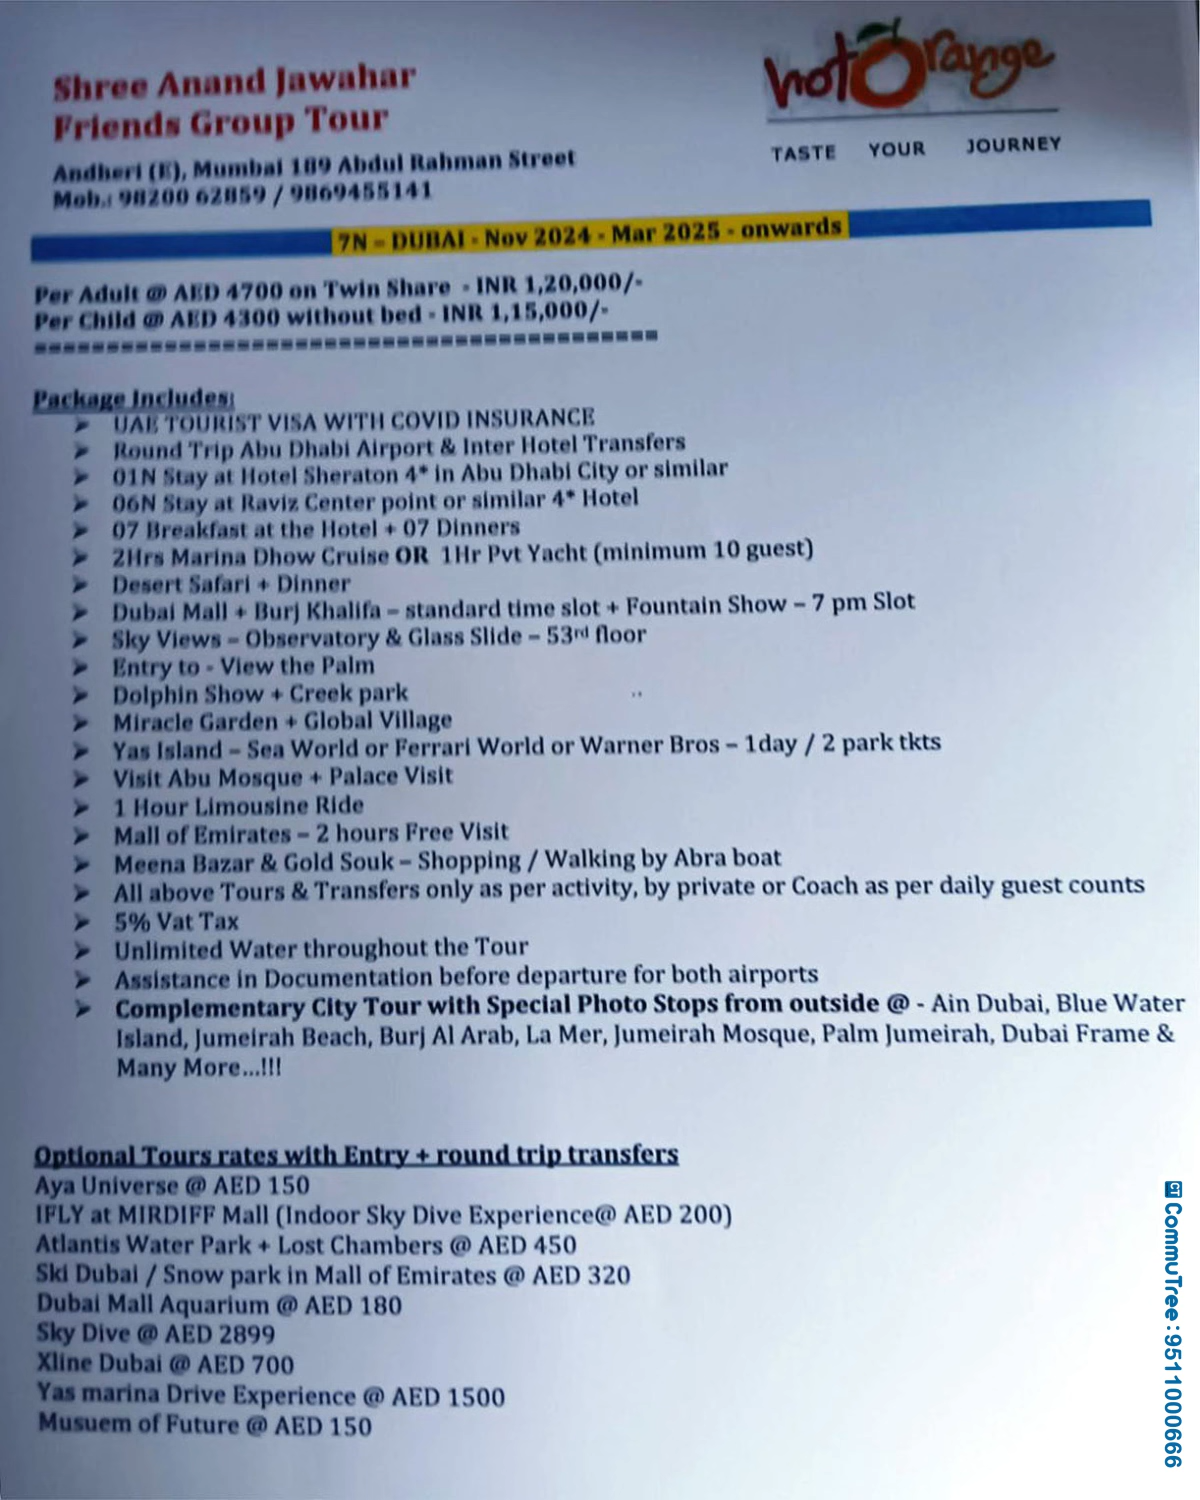 Shree Anand Jawahar
Friends Group Tour
Andheri (E), Mumbai 189 Abdul Rahman Street
Mob.: 98200 62859 / 9869455141
hotOrange
TASTE YOUR JOURNEY
7N – DUBAI - Nov 2024 - Mar 2025 - onwards
Per Adult @ AED 4700 on Twin Share - INR 1,20,000/-
Per Child @ AED 4300 without bed - INR 1,15,000/-
===========================================
Package Includes:
➤ UAE TOURIST VISA WITH COVID INSURANCE
➤ Round Trip Abu Dhabi Airport & Inter Hotel Transfers
➤ 01N Stay at Hotel Sheraton 4* in Abu Dhabi City or similar
➤ 06N Stay at Raviz Center point or similar 4* Hotel
➤ 07 Breakfast at the Hotel + 07 Dinners
➤ 2Hrs Marina Dhow Cruise OR 1Hr Pvt Yacht (minimum 10 guest)
➤ Desert Safari + Dinner
➤ Dubai Mall + Burj Khalifa – standard time slot + Fountain Show – 7 pm Slot
➤ Sky Views – Observatory & Glass Slide – 53rd floor
➤ Entry to - View the Palm
➤ Dolphin Show + Creek park
➤ Miracle Garden + Global Village
➤ Yas Island – Sea World or Ferrari World or Warner Bros – 1day / 2 park tkts
➤ Visit Abu Mosque + Palace Visit
➤ 1 Hour Limousine Ride
➤ Mall of Emirates – 2 hours Free Visit
➤ Meena Bazar & Gold Souk – Shopping / Walking by Abra boat
➤ All above Tours & Transfers only as per activity, by private or Coach as per daily guest counts
➤ 5% Vat Tax
➤ Unlimited Water throughout the Tour
➤ Assistance in Documentation before departure for both airports
➤ Complementary City Tour with Special Photo Stops from outside @ - Ain Dubai, Blue Water
Island, Jumeirah Beach, Burj Al Arab, La Mer, Jumeirah Mosque, Palm Jumeirah, Dubai Frame &
Many More...!!!
Optional Tours rates with Entry + round trip transfers
Aya Universe @ AED 150
IFLY at MIRDIFF Mall (Indoor Sky Dive Experience@ AED 200)
Atlantis Water Park + Lost Chambers @ AED 450
Ski Dubai / Snow park in Mall of Emirates @ AED 320
Dubai Mall Aquarium @ AED 180
Sky Dive @ AED 2899
Xline Dubai @ AED 700
Yas marina Drive Experience @ AED 1500
Musuem of Future @ AED 150
CT CommuTree : 9511000666